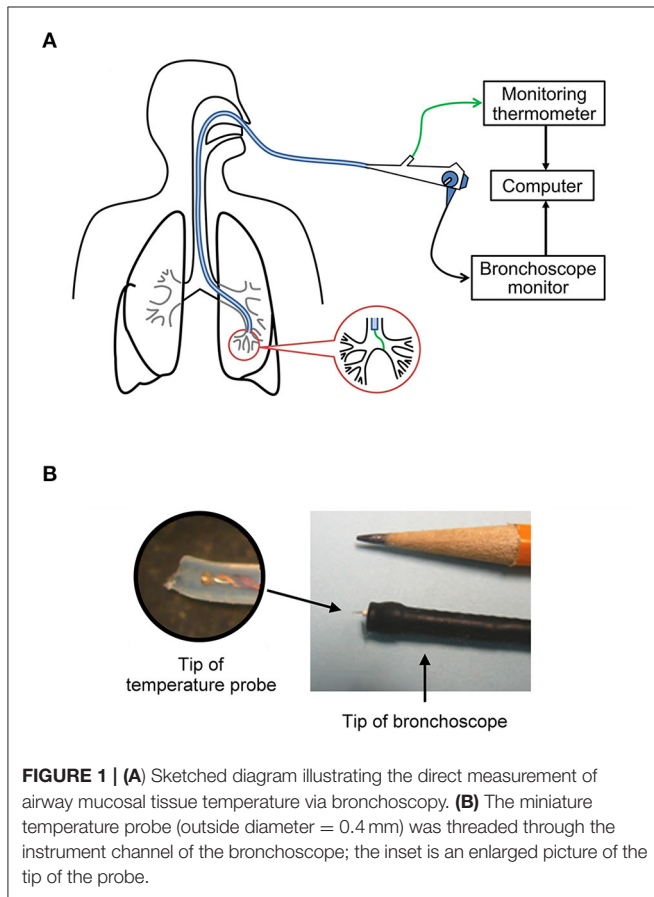 A
Monitoring
thermometer
Computer
Bronchoscope
monitor
B
Tip of
temperature probe
Tip of bronchoscope
FIGURE 1 | (A) Sketched diagram illustrating the direct measurement of
airway mucosal tissue temperature via bronchoscopy. (B) The miniature
temperature probe (outside diameter = 0.4 mm) was threaded through the
instrument channel of the bronchoscope; the inset is an enlarged picture of the
tip of the probe.